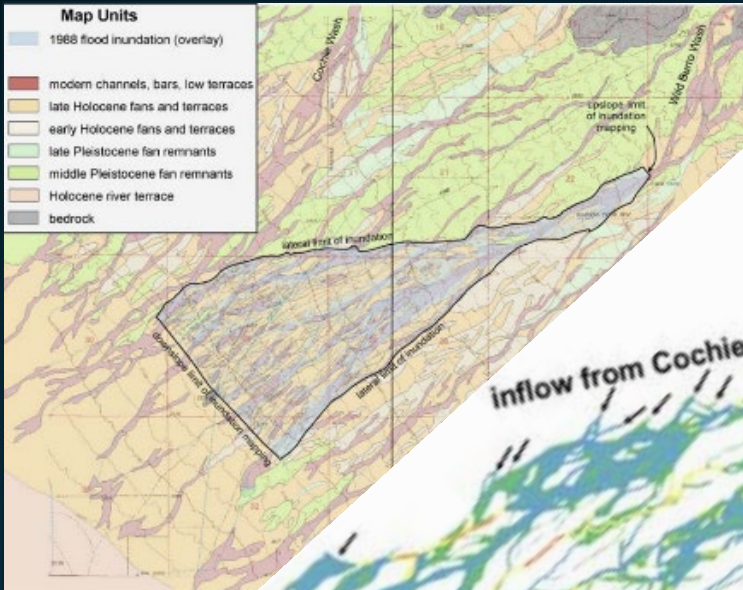 Map Units
1988 flood inundation (overlay)
modern channels, bars, low terraces
late Holocene fans and terraces
early Holocene fans and terraces
late Pleistocene fan remnants
middle Pleistocene fan remnants
Holocene river terrace
bedrock
Cochie Wash
Wild Burro Wash
upslope limit
of inundation
mapping
lateral limit of inundation
downslope limit of inundation mapping
lateral limit of inundation
inflow from Cochie